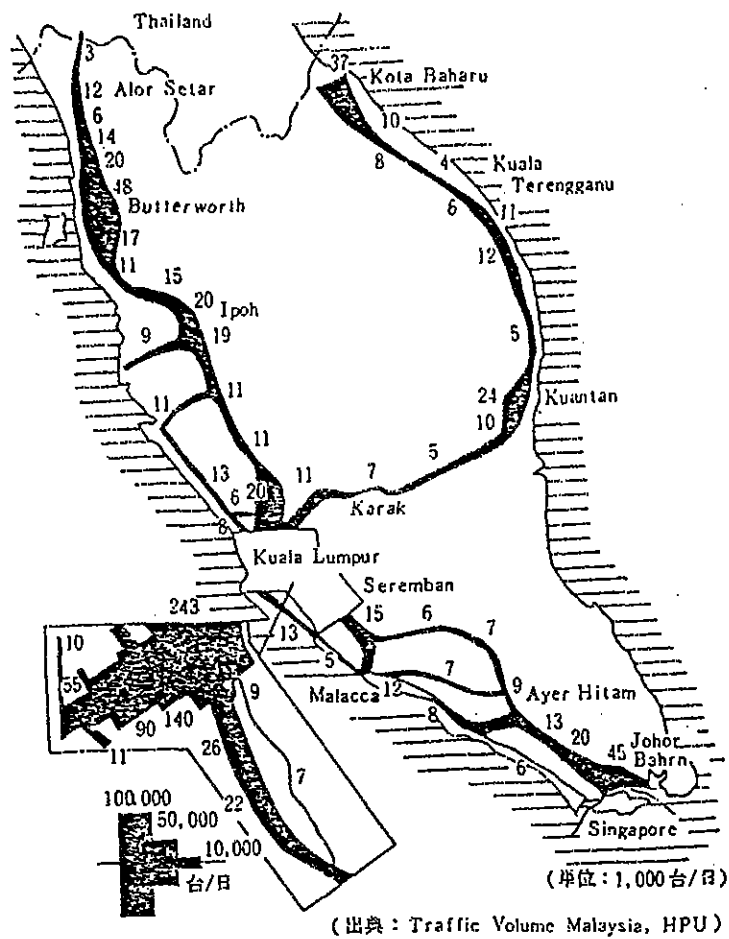 Thailand
3
37
Kota Baharu
12 Alor Setar
10
6
14
8
4
Kuala
Terengganu
20
48
6
11
Butterworth
17
12
11
15
20 Ipoh
9
19
5
11
24
Kuantan
11
10
11
13
11
7
5
6
20
Karak
8
Kuala Lumpur
Seremban
243
13
15
6
7
10
5
7
55
9
Malacca
12
9
Ayer Hitam
90
140
8
13
11
26
20
Johor
Bahrn
45
7
6
22
100.000
50,000
10,000
台/日
Singapore
(単位:1,000台/日)
(出典:Traffic Volume Malaysia, HPU)